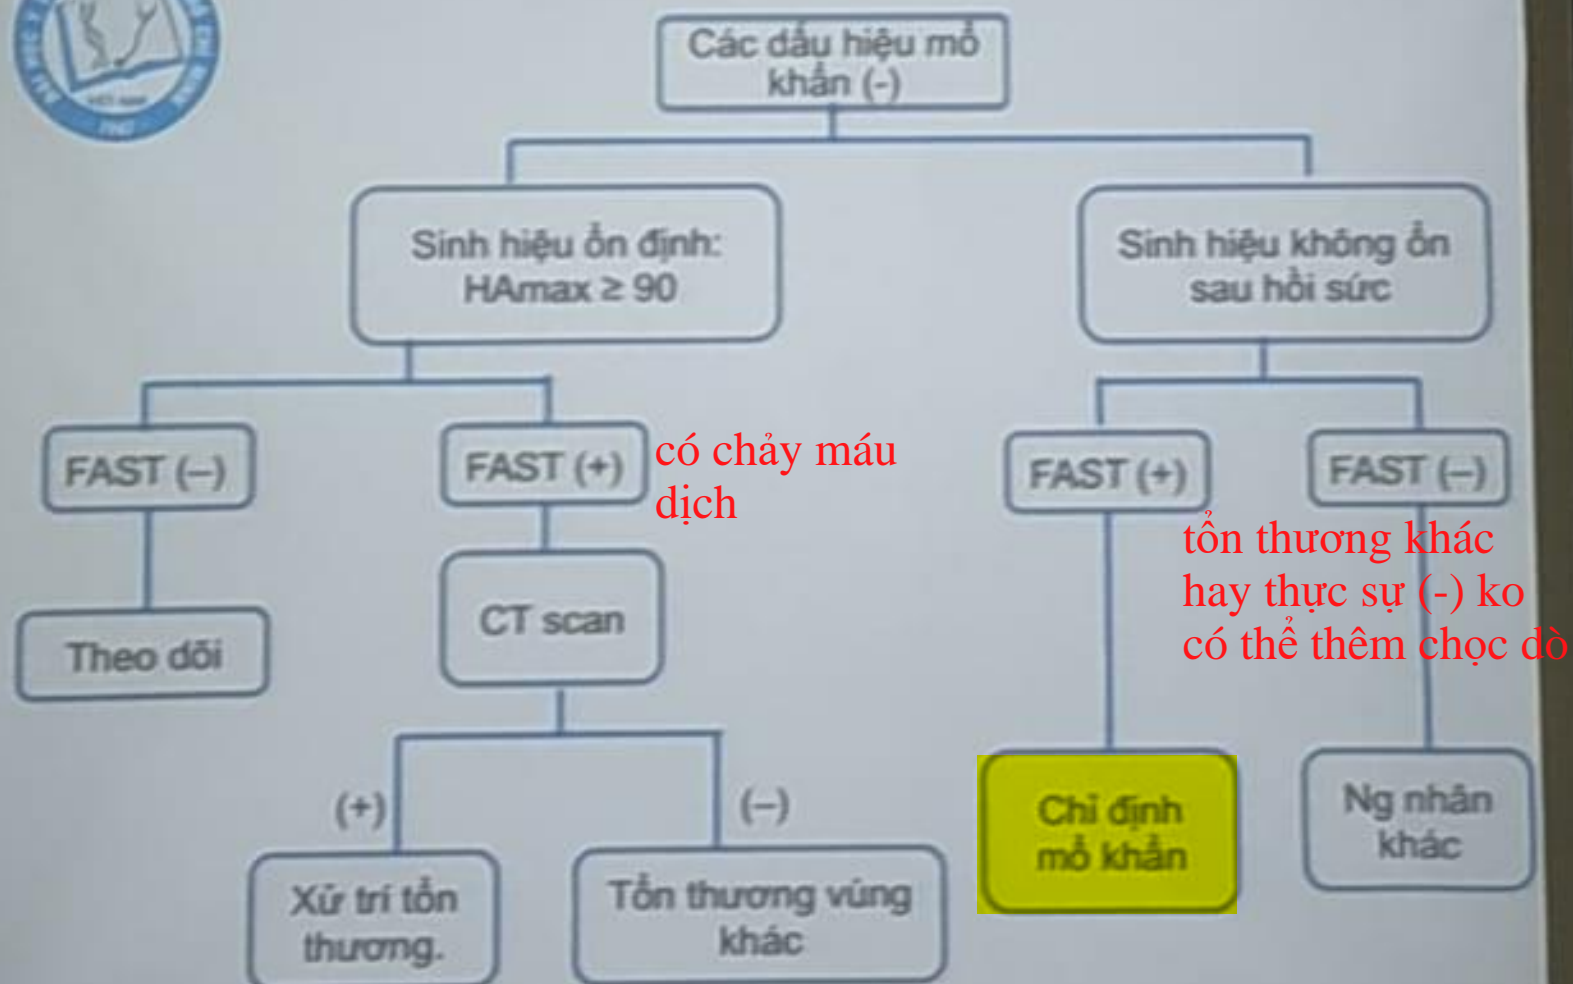 Các dấu hiệu mổ
khẩn (-)
Sinh hiệu ổn định:
HAmax ≥ 90
Sinh hiệu không ổn
sau hồi sức
FAST (–)
FAST (+)
có chảy máu
dịch
FAST (+)
FAST (–)
tổn thương khác
hay thực sự (-) ko
có thể thêm chọc dò
Theo dõi
CT scan
(+)
(–)
Chỉ định
mổ khẩn
Ng nhân
khác
Xử trí tổn
thương.
Tổn thương vùng
khác